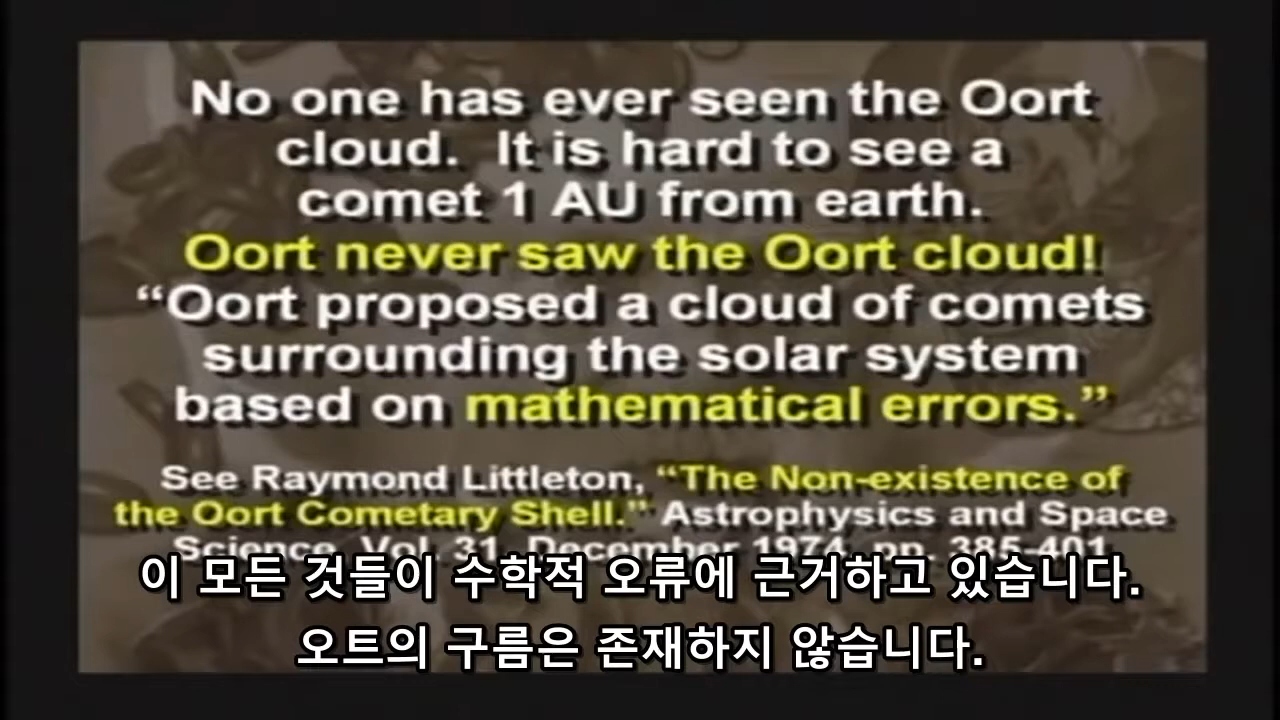 No one has ever seen the Oort
cloud. It is hard to see a
comet 1 AU from earth.
Oort never saw the Oort cloud!
“Oort proposed a cloud of comets
surrounding the solar system
based on mathematical errors.”
See Raymond Littleton, “The Non-existence of
the Oort Cometary Shell.” Astrophysics and Space
Science, Vol. 31, December 1974, pp. 385-401
이 모든 것들이 수학적 오류에 근거하고 있습니다.
오트의 구름은 존재하지 않습니다.